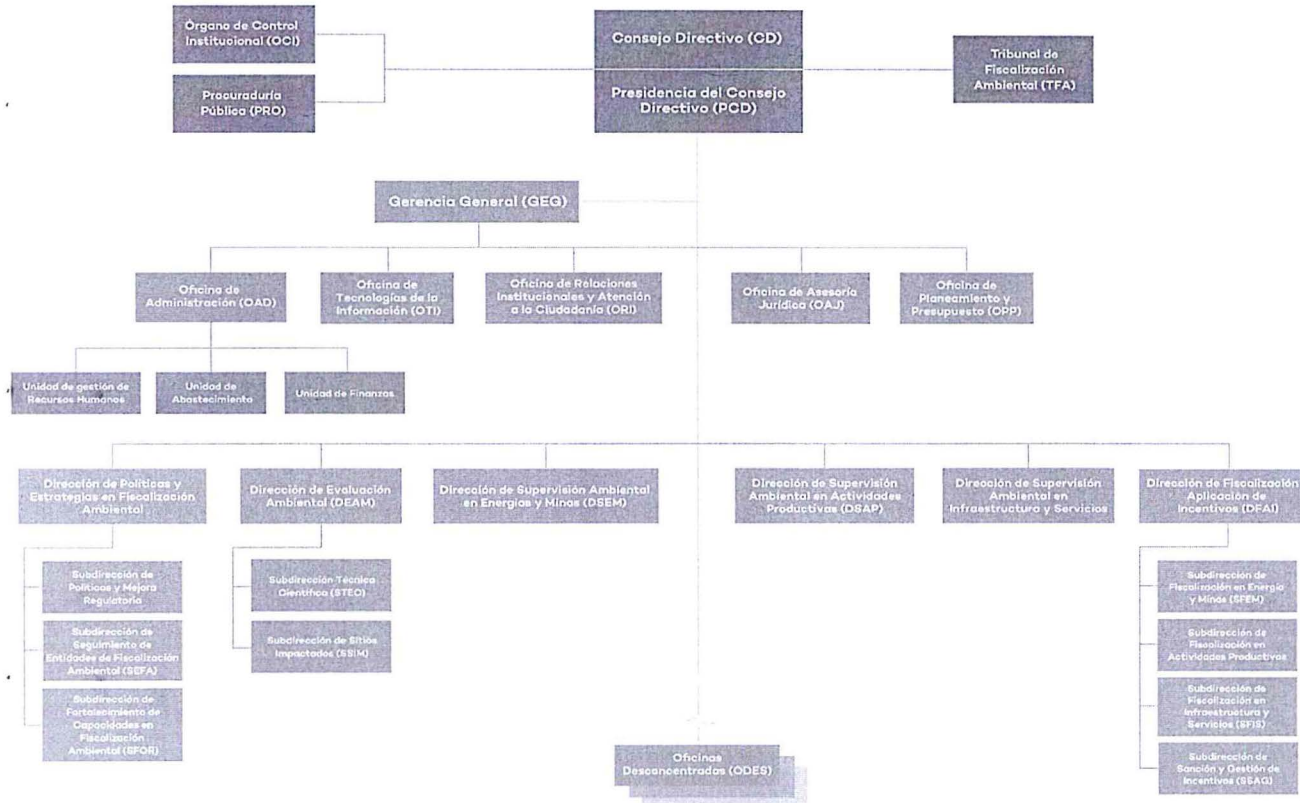 Órgano de Control
Institucional (OCI)
Procuraduría
Pública (PRO)
Consejo Directivo (CD)
Presidencia del Consejo
Directivo (PCD)
Tribunal de
Fiscalización
Ambiental (TFA)
Gerencia General (GEG)
Oficina de
Administración (OAD)
Oficina de
Tecnologías de la
Información (OTI)
Oficina de Relaciones
Institucionales y Atención
a la Ciudadanía (ORI)
Oficina de Asesoría
Jurídica (OAJ)
Oficina de
Planeamiento y
Presupuesto (OPP)
Unidad de gestión de
Recursos Humanos
Unidad de
Abastecimiento
Unidad de Finanzas
Dirección de Políticas y
Estrategias en Fiscalización
Ambiental
Dirección de Evaluación
Ambiental (DEAM)
Dirección de Supervisión Ambiental
en Energías y Minas (DSEM)
Dirección de Supervisión
Ambiental en Actividades
Productivas (DSAP)
Dirección de Supervisión
Ambiental en
Infraestructura y Servicios
Dirección de Fiscalización
Aplicación de
Incentivos (DFAI)
Subdirección de
Políticas y Mejora
Regulatoria
Subdirección de
Seguimiento de
Entidades de Fiscalización
Ambiental (SEFA)
Subdirección de
Fortalecimiento de
Capacidades en
Fiscalización
Ambiental (SFOR)
Subdirección Técnica
Científica (STEC)
Subdirección de Sitios
Impactados (SSIM)
Subdirección de
Fiscalización en Energía
y Minas (SFEM)
Subdirección de
Fiscalización en
Actividades Productivas
Subdirección de
Fiscalización en
Infraestructura y
Servicios (SFIS)
Subdirección de
Sanción y Gestión de
Incentivos (SSAG)
Oficinas
Desconcentradas (ODES)